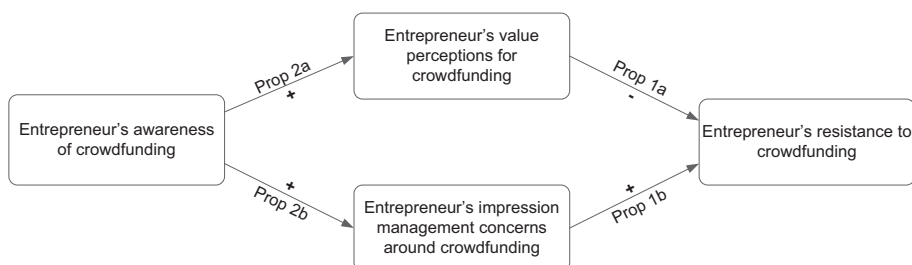 Entrepreneur's value
perceptions for
crowdfunding
Prop 2a
+
Prop 1a
-
Entrepreneur's awareness
of crowdfunding
Entrepreneur's resistance to
crowdfunding
+
Prop 2b
+
Prop 1b
Entrepreneur's impression
management concerns
around crowdfunding